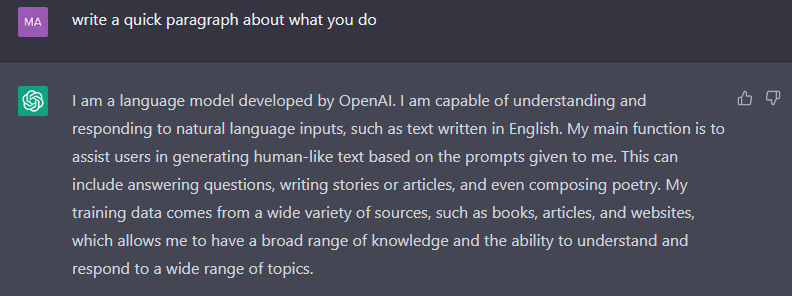 MA
write a quick paragraph about what you do
I am a language model developed by OpenAI. I am capable of understanding and
responding to natural language inputs, such as text written in English. My main function is to
assist users in generating human-like text based on the prompts given to me. This can
include answering questions, writing stories or articles, and even composing poetry. My
training data comes from a wide variety of sources, such as books, articles, and websites,
which allows me to have a broad range of knowledge and the ability to understand and
respond to a wide range of topics.